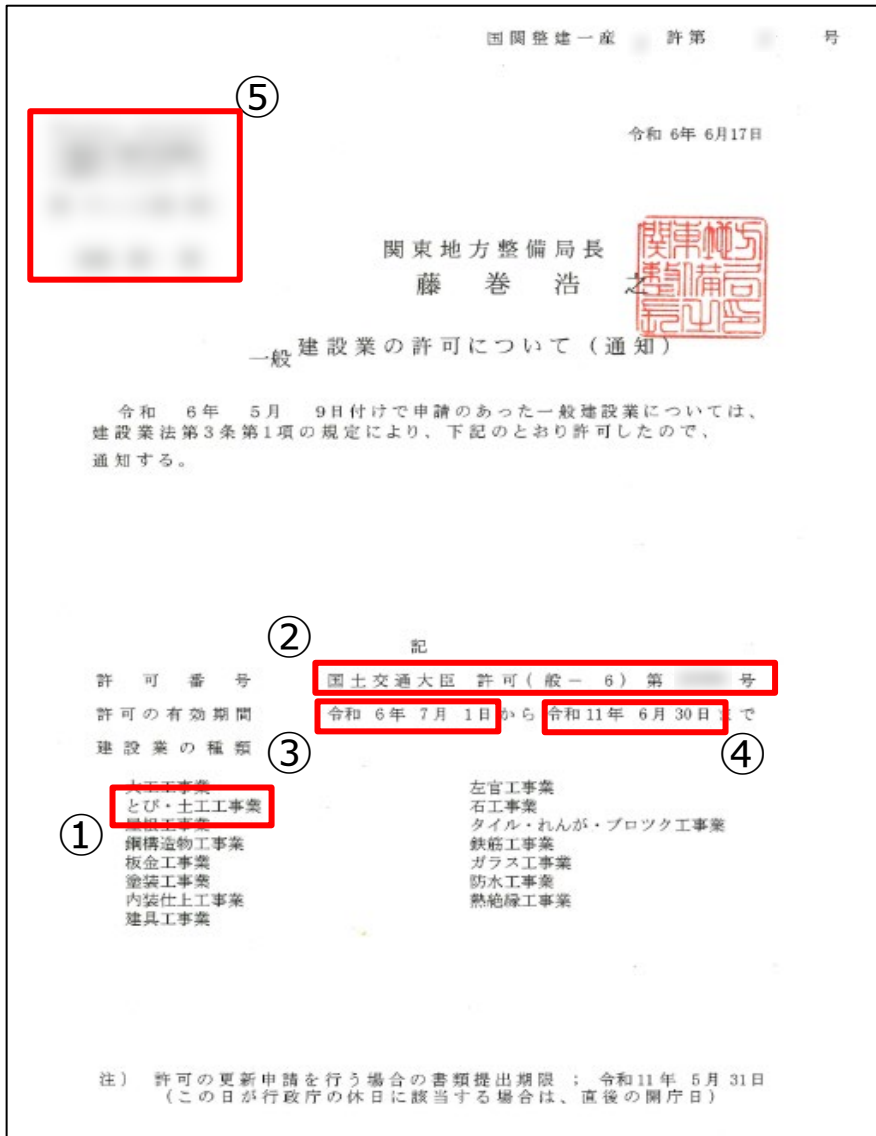 国関整建一産 許第 号
⑤
令和 6年 6月17日
関東地方整備局長
藤 巻 浩 之
関東地方整備局長之印
一般建設業の許可について（通知）
令和 6年 5月 9日付けで申請のあった一般建設業については、
建設業法第3条第1項の規定により、下記のとおり許可したので、
通知する。
②
記
許 可 番 号 国土交通大臣 許可(般－ 6) 第 号
許可の有効期間 令和 6年 7月 1日から 令和11年 6月 30日まで
建設業の種類
③
④
大工工事業 左官工事業
とび・土工工事業 石工事業
①
屋根工事業 タイル・れんが・ブロツク工事業
鋼構造物工事業 鉄筋工事業
板金工事業 ガラス工事業
塗装工事業 防水工事業
内装仕上工事業 熱絶縁工事業
建具工事業
注） 許可の更新申請を行う場合の書類提出期限 ； 令和11年 5月 31日
（この日が行政庁の休日に該当する場合は、直後の開庁日）